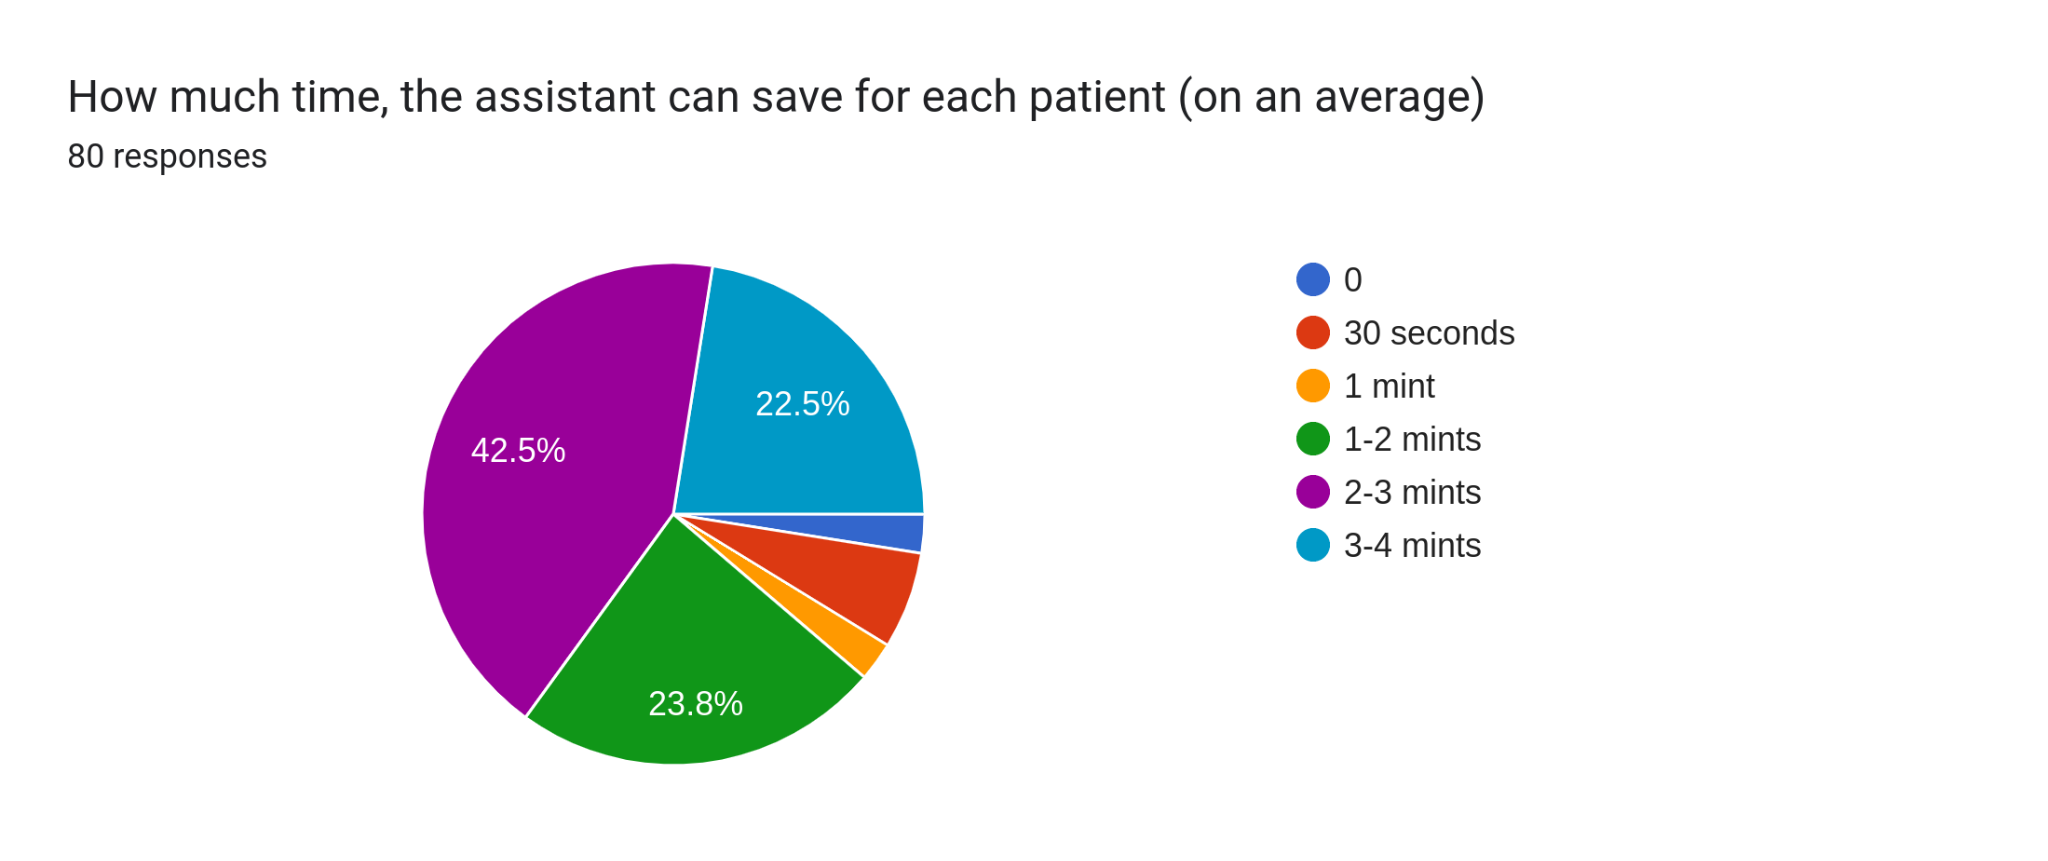 How much time, the assistant can save for each patient (on an average)
80 responses
22.5%
42.5%
23.8%
0
30 seconds
1 mint
1-2 mints
2-3 mints
3-4 mints